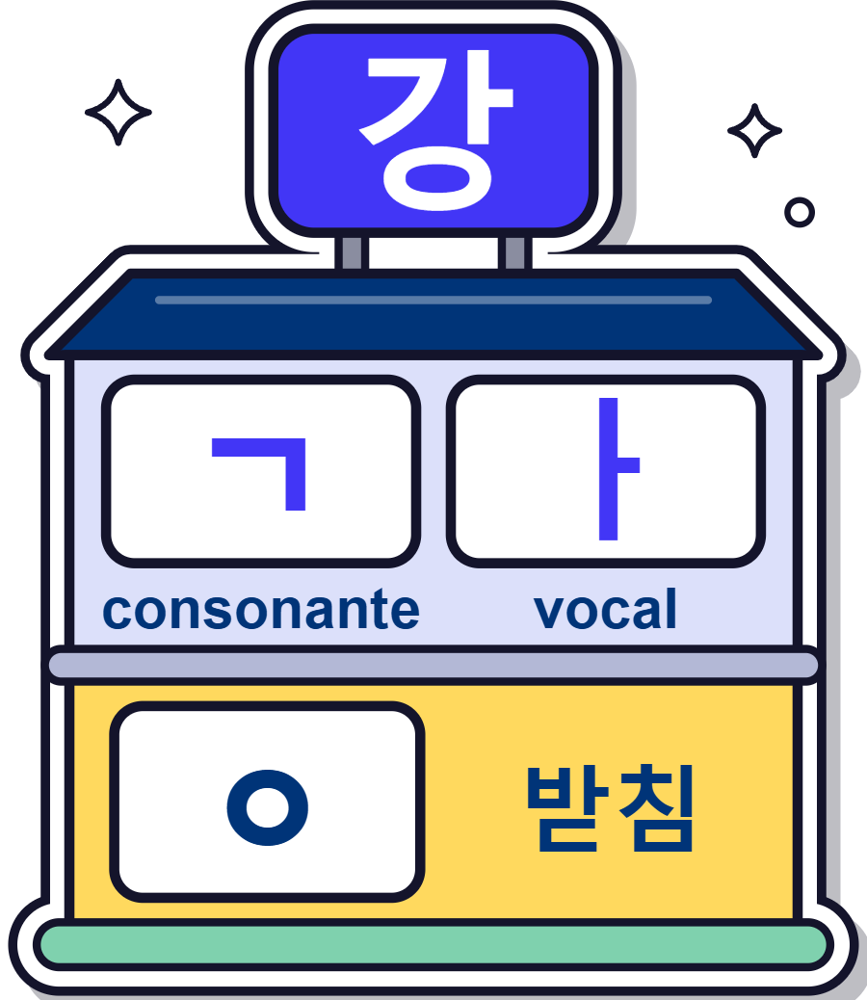 강
ㄱ ㅏ
consonante vocal
ㅇ 받침